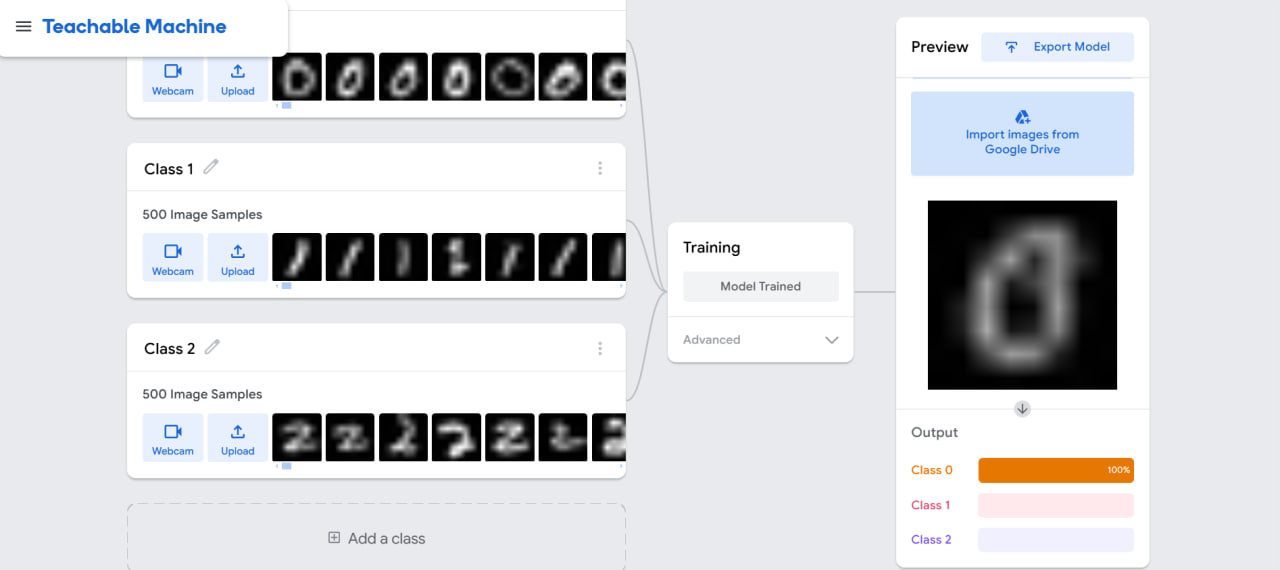 Teachable Machine
Webcam
Upload
Class 1
500 Image Samples
Webcam
Upload
Class 2
500 Image Samples
Webcam
Upload
Add a class
Training
Model Trained
Advanced
Preview
Export Model
Import images from
Google Drive
Output
Class 0
100%
Class 1
Class 2